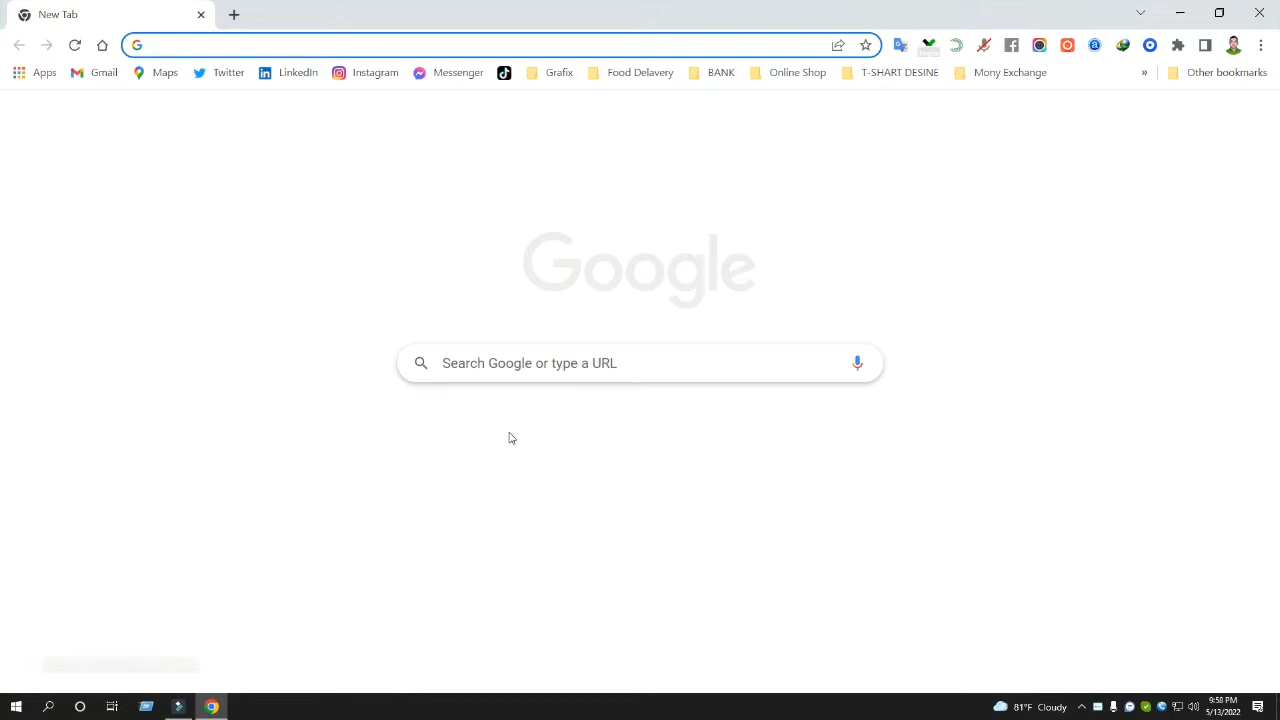 New Tab
Apps Gmail Maps Twitter LinkedIn Instagram Messenger Grafix Food Delavery BANK Online Shop T-SHART DESINE Mony Exchange » Other bookmarks
Google
Search Google or type a URL
81°F Cloudy
9:58 PM
5/13/2022